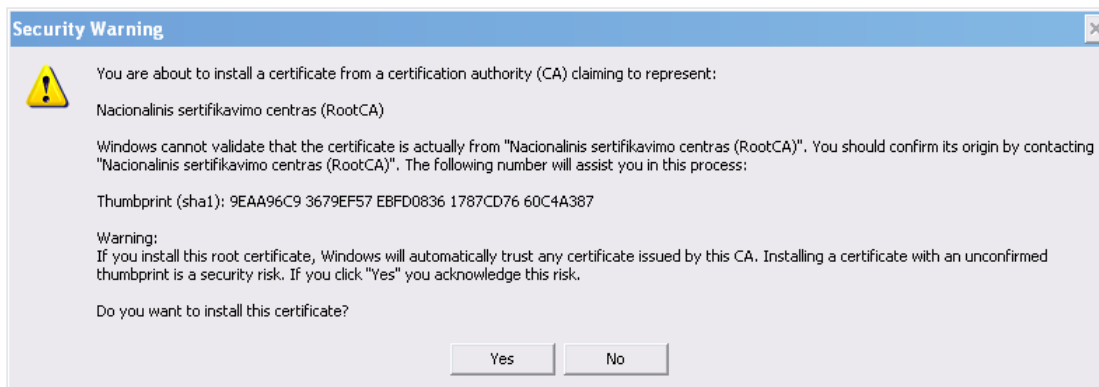 Security Warning
You are about to install a certificate from a certification authority (CA) claiming to represent:
Nacionalinis sertifikavimo centras (RootCA)
Windows cannot validate that the certificate is actually from "Nacionalinis sertifikavimo centras (RootCA)". You should confirm its origin by contacting
"Nacionalinis sertifikavimo centras (RootCA)". The following number will assist you in this process:
Thumbprint (sha1): 9EAA96C9 3679EF57 EBFD0836 1787CD76 60C4A387
Warning:
If you install this root certificate, Windows will automatically trust any certificate issued by this CA. Installing a certificate with an unconfirmed
thumbprint is a security risk. If you click "Yes" you acknowledge this risk.
Do you want to install this certificate?
Yes No